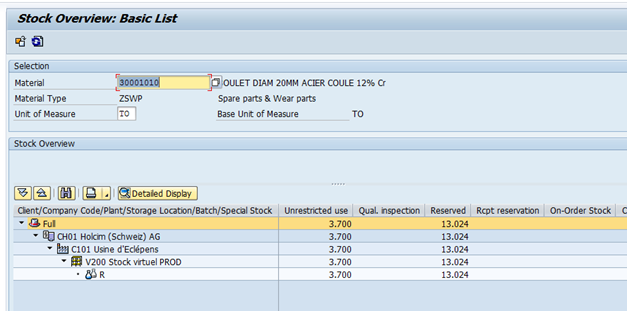 Stock Overview: Basic List
Selection
Material 30001010 OULET DIAM 20MM ACIER COULE 12% Cr
Material Type ZSWP Spare parts & Wear parts
Unit of Measure TO Base Unit of Measure TO
Stock Overview
Detailed Display
Client/Company Code/Plant/Storage Location/Batch/Special Stock Unrestricted use Qual. inspection Reserved Rcpt reservation On-Order Stock
Full 3.700 13.024
CH01 Holcim (Schweiz) AG 3.700 13.024
C101 Usine d'Eclépens 3.700 13.024
V200 Stock virtuel PROD 3.700 13.024
R 3.700 13.024